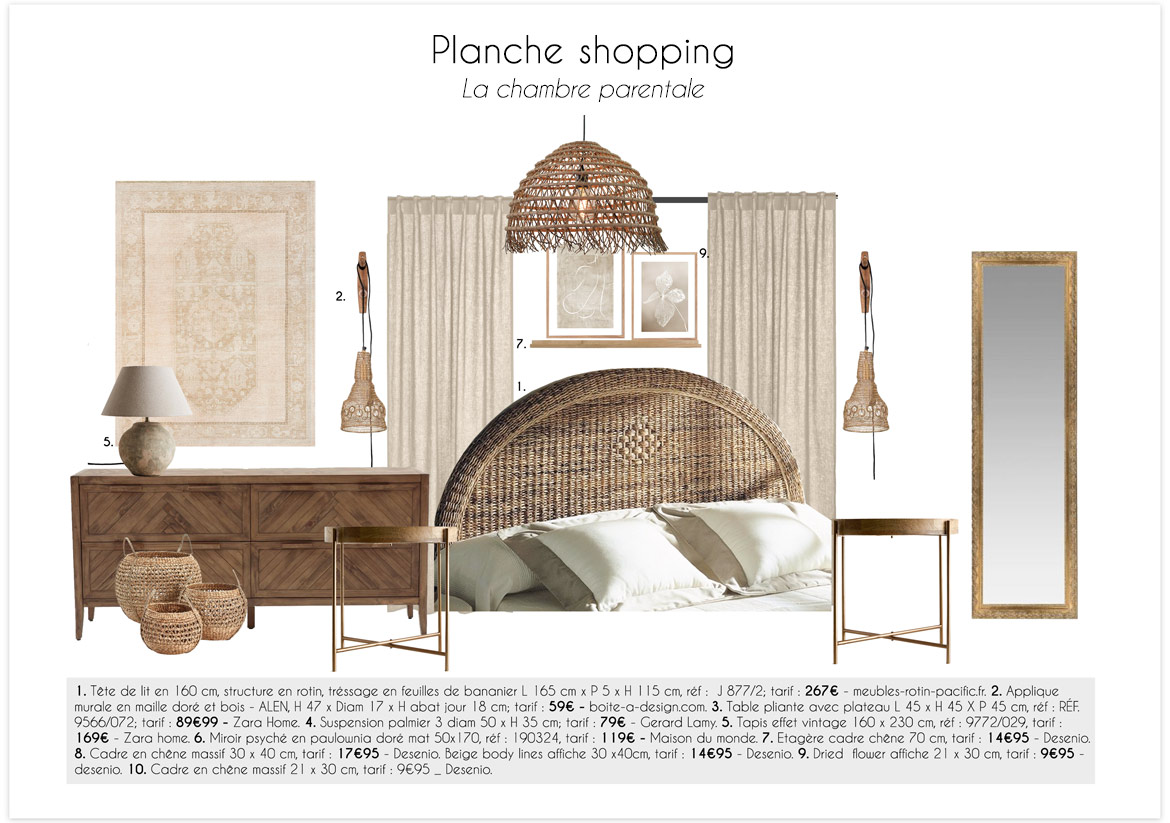 Planche shopping
La chambre parentale
9.
2.
7.
1.
5.
1. Tête de lit en 160 cm, structure en rotin, tréssage en feuilles de bananier L 165 cm x P 5 x H 115 cm, réf : J 877/2; tarif : 267€ - meubles-rotin-pacific.fr. 2. Applique
murale en maille doré et bois - ALEN, H 47 x Diam 17 x H abat jour 18 cm; tarif : 59€ - boite-a-design.com. 3. Table pliante avec plateau L 45 x H 45 X P 45 cm, réf : RÉF.
9566/072; tarif : 89€99 - Zara Home. 4. Suspension palmier 3 diam 50 x H 35 cm; tarif : 79€ - Gerard Lamy. 5. Tapis effet vintage 160 x 230 cm, réf : 9772/029, tarif :
169€ - Zara home. 6. Miroir psyché en paulownia doré mat 50x170, réf : 190324, tarif : 119€ - Maison du monde. 7. Etagère cadre chêne 70 cm, tarif : 14€95 - Desenio.
8. Cadre en chêne massif 30 x 40 cm, tarif : 17€95 - Desenio. Beige body lines affiche 30 x40cm, tarif : 14€95 - Desenio. 9. Dried flower affiche 21 x 30 cm, tarif : 9€95 -
desenio. 10. Cadre en chêne massif 21 x 30 cm, tarif : 9€95 _ Desenio.